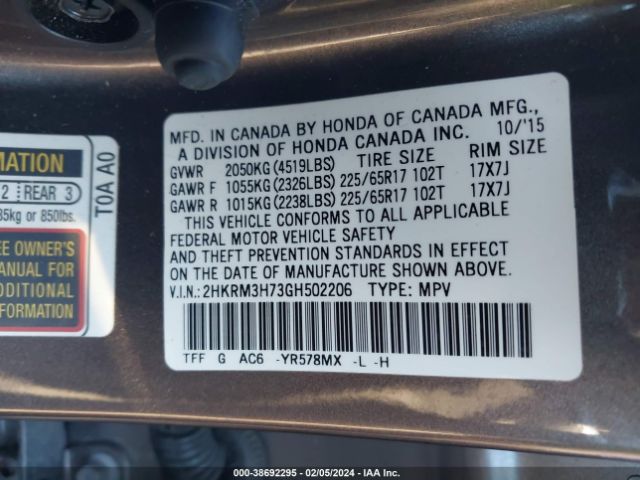 MFD. IN CANADA BY HONDA OF CANADA MFG.,
A DIVISION OF HONDA CANADA INC. 10/'15
GVWR 2050KG(4519LBS) TIRE SIZE RIM SIZE
GAWR F 1055KG(2326LBS) 225/65R17 102T 17X7J
GAWR R 1015KG(2238LBS) 225/65R17 102T 17X7J
THIS VEHICLE CONFORMS TO ALL APPLICABLE
FEDERAL MOTOR VEHICLE SAFETY
AND THEFT PREVENTION STANDARDS IN EFFECT
ON THE DATE OF MANUFACTURE SHOWN ABOVE.
V.I.N.: 2HKRM3H73GH502206 TYPE: MPV
TFF G AC6 -YR578MX -L -H
MATION
2 REAR 3
85kg or 850lbs.
EE OWNER'S
ANUAL FOR
DDITIONAL
FORMATION
T0A A0
000-38692295 - 02/05/2024 - IAA Inc.